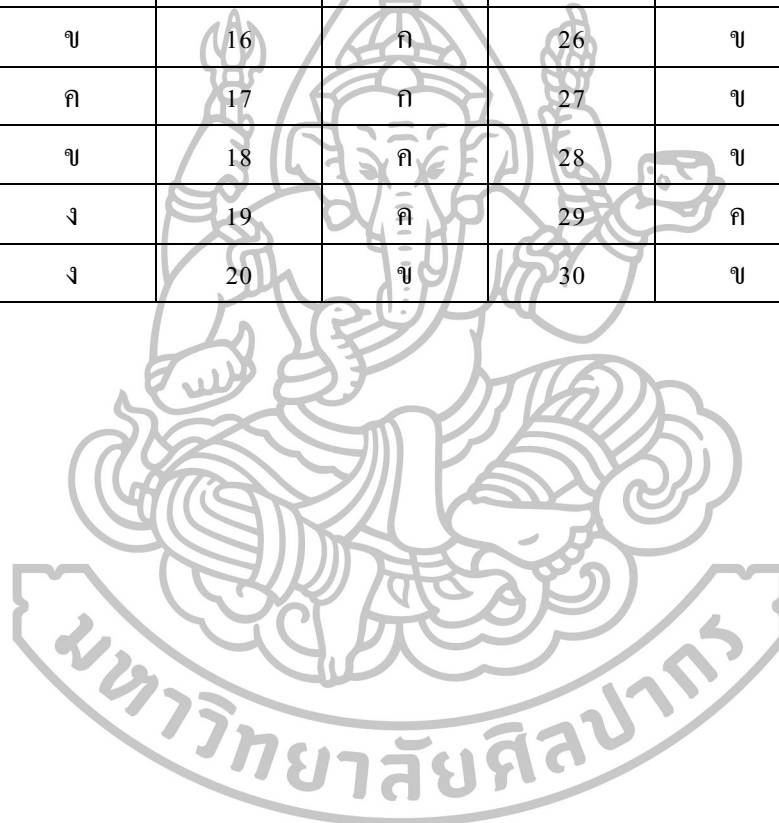 ข 16 ก 26 ข
ค 17 ก 27 ข
ข 18 ค 28 ข
ง 19 ค 29 ค
ง 20 ข 30 ข
มหาวิทยาลัยศิลปากร